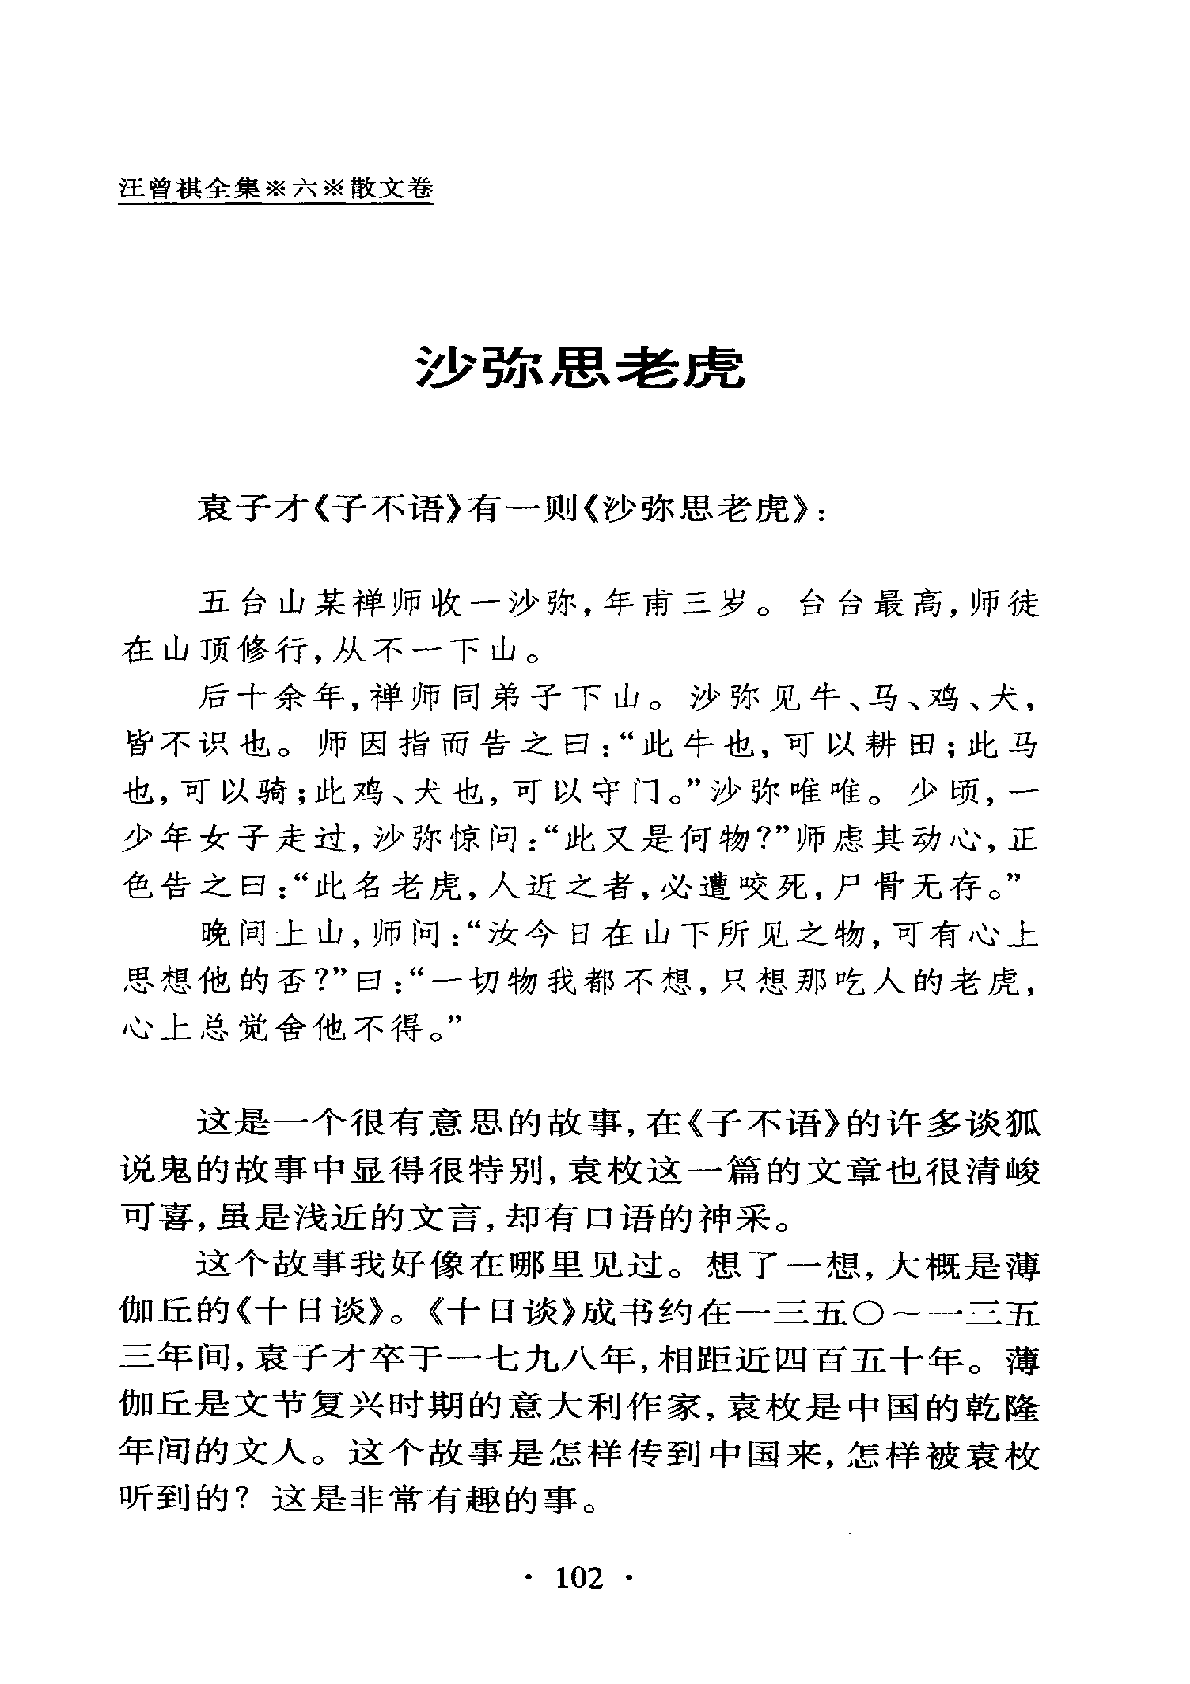 汪曾祺全集※六※散文卷
沙弥思老虎
袁子才《子不语》有一则《沙弥思老虎》：
五台山某禅师收一沙弥，年甫三岁。台台最高，师徒
在山顶修行，从不一下山。
后十余年，禅师同弟子下山。沙弥见牛、马、鸡、犬，
皆不识也。师因指而告之曰：“此牛也，可以耕田；此马
也，可以骑；此鸡、犬也，可以守门。”沙弥唯唯。少顷，一
少年女子走过，沙弥惊问：“此又是何物？”师虑其动心，正
色告之曰：“此名老虎，人近之者，必遭咬死，尸骨无存。”
晚间上山，师问：“汝今日在山下所见之物，可有心上
思想他的否？”曰：“一切物我都不想，只想那吃人的老虎，
心上总觉舍他不得。”
这是一个很有意思的故事，在《子不语》的许多谈狐
说鬼的故事中显得很特别，袁枚这一篇的文章也很清峻
可喜，虽是浅近的文言，却有口语的神采。
这个故事我好像在哪里见过。想了一想，大概是薄
伽丘的《十日谈》。《十日谈》成书约在一三五〇～一三五
三年间，袁子才卒于一七九八年，相距近四百五十年。薄
伽丘是文节复兴时期的意大利作家，袁枚是中国的乾隆
年间的文人。这个故事是怎样传到中国来，怎样被袁枚
听到的？这是非常有趣的事。
· 102 ·